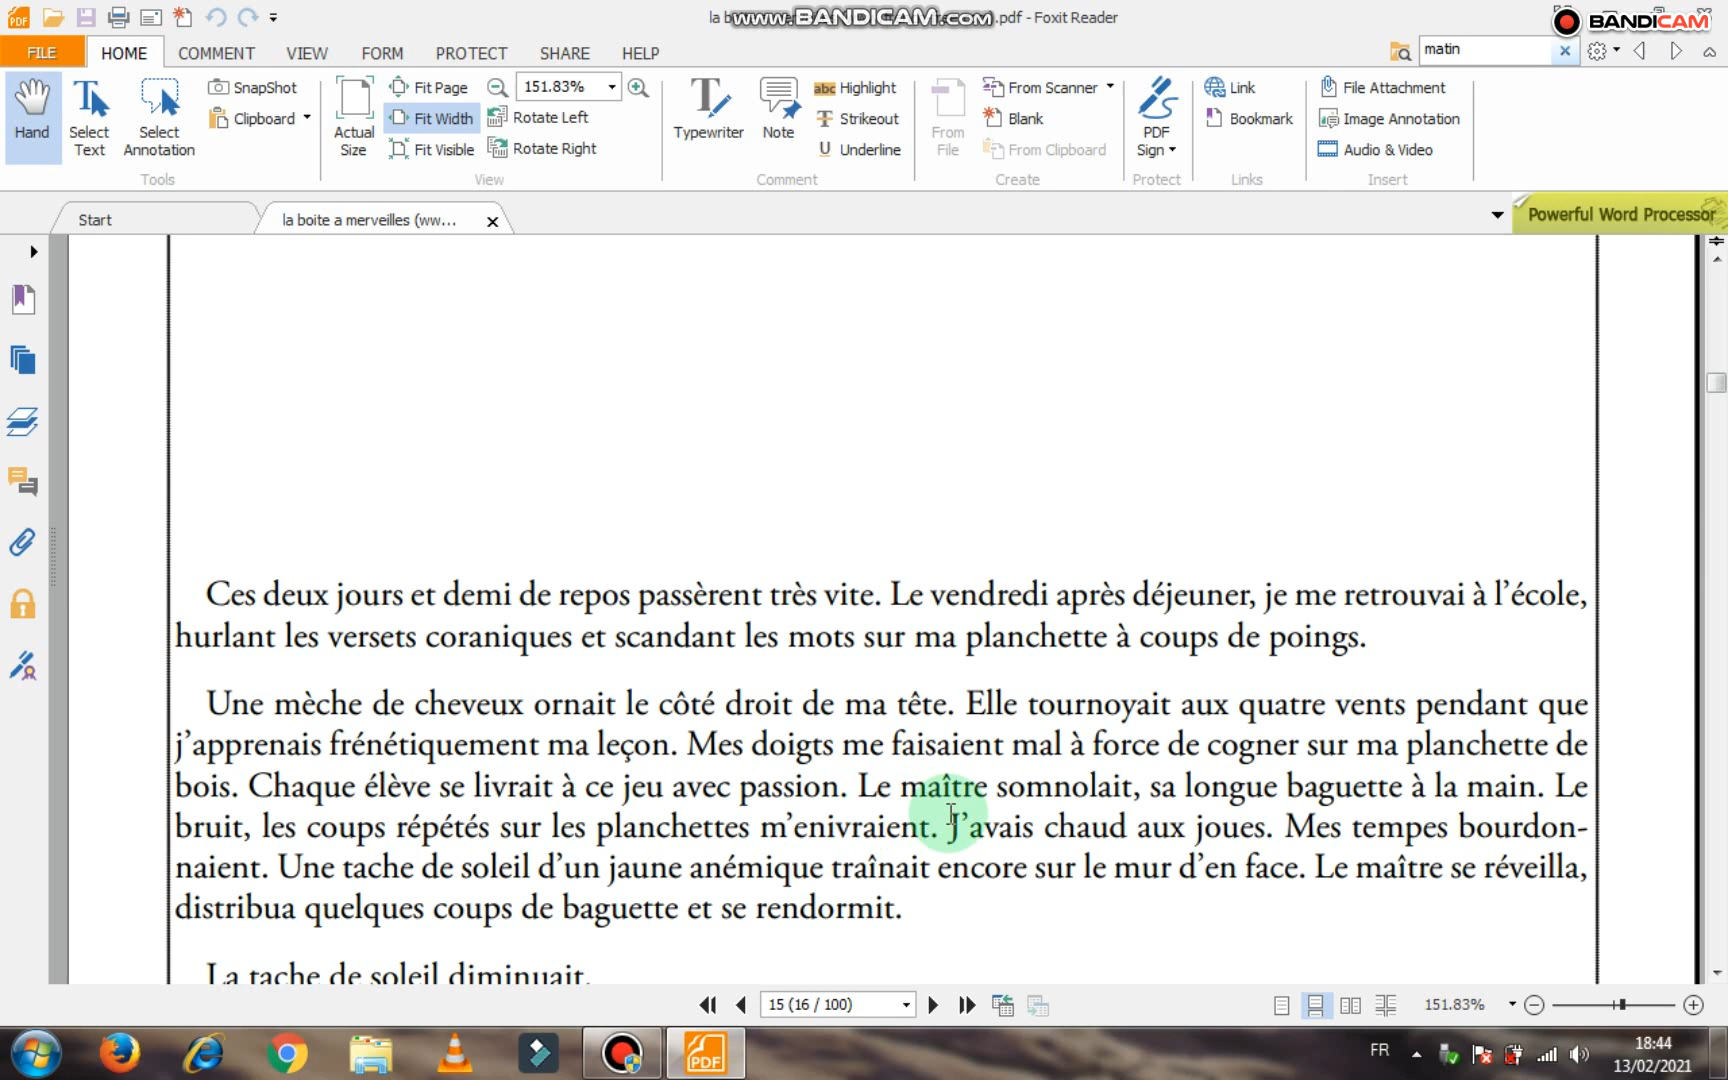 la b www.BANDICAM.com .pdf - Foxit Reader
BANDICAM
FILE HOME COMMENT VIEW FORM PROTECT SHARE HELP matin
Hand
Select Text
Select Annotation
SnapShot
Clipboard
Tools
Actual Size
Fit Page
Fit Width
Fit Visible
151.83%
Rotate Left
Rotate Right
View
Typewriter
Note
Highlight
Strikeout
Underline
Comment
From File
From Scanner
Blank
From Clipboard
Create
PDF Sign
Protect
Link
Bookmark
Links
File Attachment
Image Annotation
Audio & Video
Insert
Start
la boite a merveilles (ww...
Powerful Word Processor
Ces deux jours et demi de repos passèrent très vite. Le vendredi après déjeuner, je me retrouvai à l'école,
hurlant les versets coraniques et scandant les mots sur ma planchette à coups de poings.
Une mèche de cheveux ornait le côté droit de ma tête. Elle tournoyait aux quatre vents pendant que
j'apprenais frénétiquement ma leçon. Mes doigts me faisaient mal à force de cogner sur ma planchette de
bois. Chaque élève se livrait à ce jeu avec passion. Le maître somnolait, sa longue baguette à la main. Le
bruit, les coups répétés sur les planchettes m'enivraient. J'avais chaud aux joues. Mes tempes bourdon-
naient. Une tache de soleil d'un jaune anémique traînait encore sur le mur d'en face. Le maître se réveilla,
distribua quelques coups de baguette et se rendormit.
La tache de soleil diminuait.
15 (16 / 100)
151.83%
PDF
FR
18:44
13/02/2021